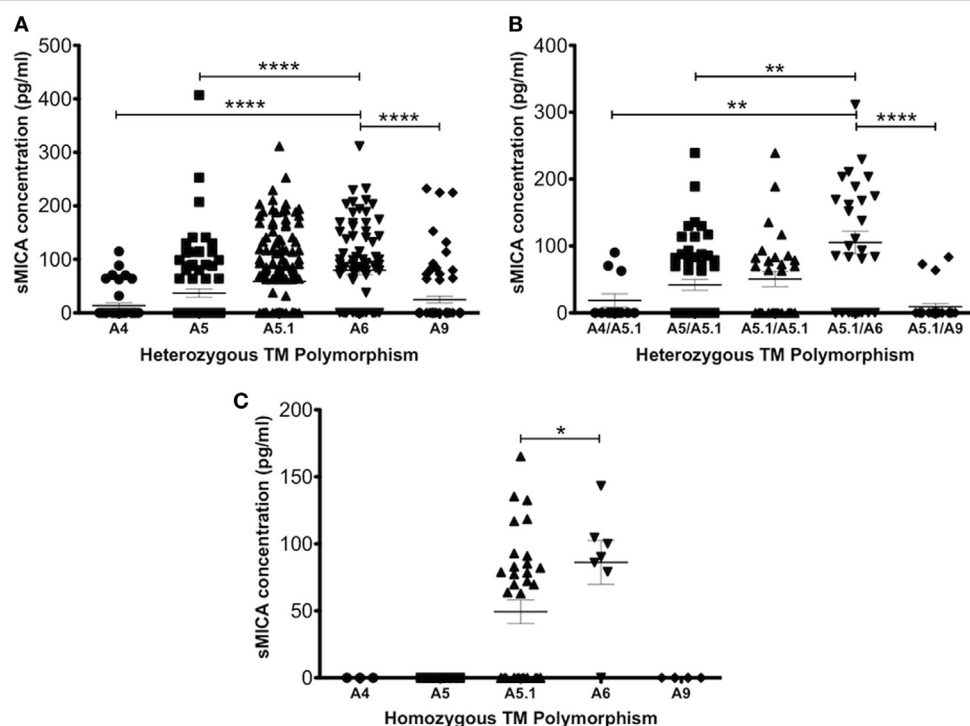 A
sMICA concentration (pg/ml)
500
400
300
200
100
0
****
****
****
A4 A5 A5.1 A6 A9
Heterozygous TM Polymorphism
B
sMICA concentration (pg/ml)
400
300
200
100
0
**
**
****
A4/A5.1 A5/A5.1 A5.1/A5.1 A5.1/A6 A5.1/A9
Heterozygous TM Polymorphism
C
sMICA concentration (pg/ml)
200
150
100
50
0
*
A4 A5 A5.1 A6 A9
Homozygous TM Polymorphism